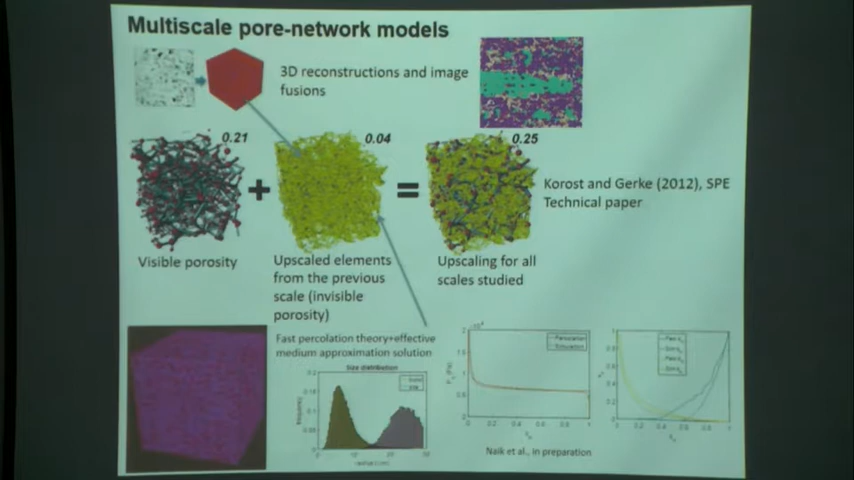 Multiscale pore-network models
3D reconstructions and image
fusions
0.21
0.04
0.25
+
=
Korost and Gerke (2012), SPE
Technical paper
Visible porosity
Upscaled elements
from the previous
scale (invisible
porosity)
Upscaling for all
scales studied
Fast percolation theory+effective
medium approximation solution
Size distribution
Naik et al., in preparation